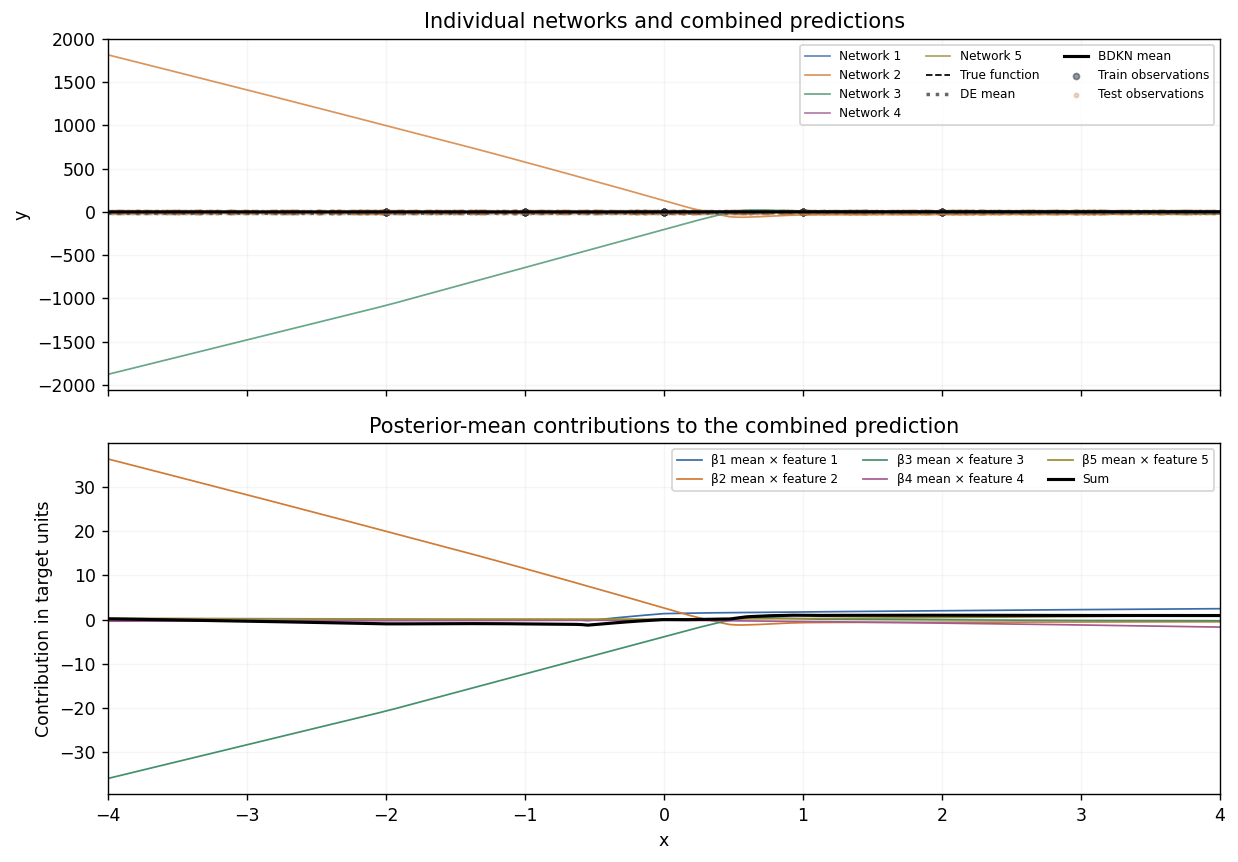 Individual networks and combined predictions
2000
1500
1000
500
0
−500
−1000
−1500
−2000
y
Network 1
Network 2
Network 3
Network 4
Network 5
True function
DE mean
BDKN mean
Train observations
Test observations
Posterior-mean contributions to the combined prediction
30
20
10
0
−10
−20
−30
Contribution in target units
β1 mean × feature 1
β2 mean × feature 2
β3 mean × feature 3
β4 mean × feature 4
β5 mean × feature 5
Sum
−4
−3
−2
−1
0
1
2
3
4
x